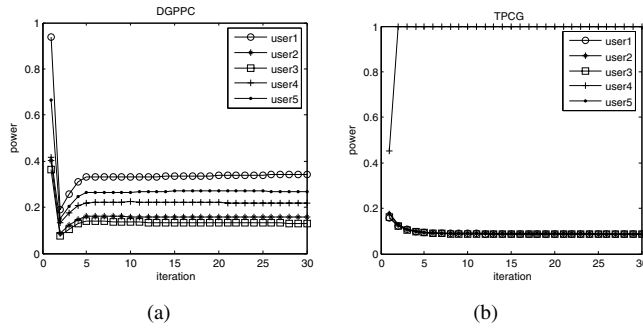 DGPPC
1
0.8
0.6
0.4
0.2
0
power
0 5 10 15 20 25 30
iteration
user1
user2
user3
user4
user5
(a)
TPCG
1
0.8
0.6
0.4
0.2
0
power
0 5 10 15 20 25 30
iteration
user1
user2
user3
user4
user5
(b)